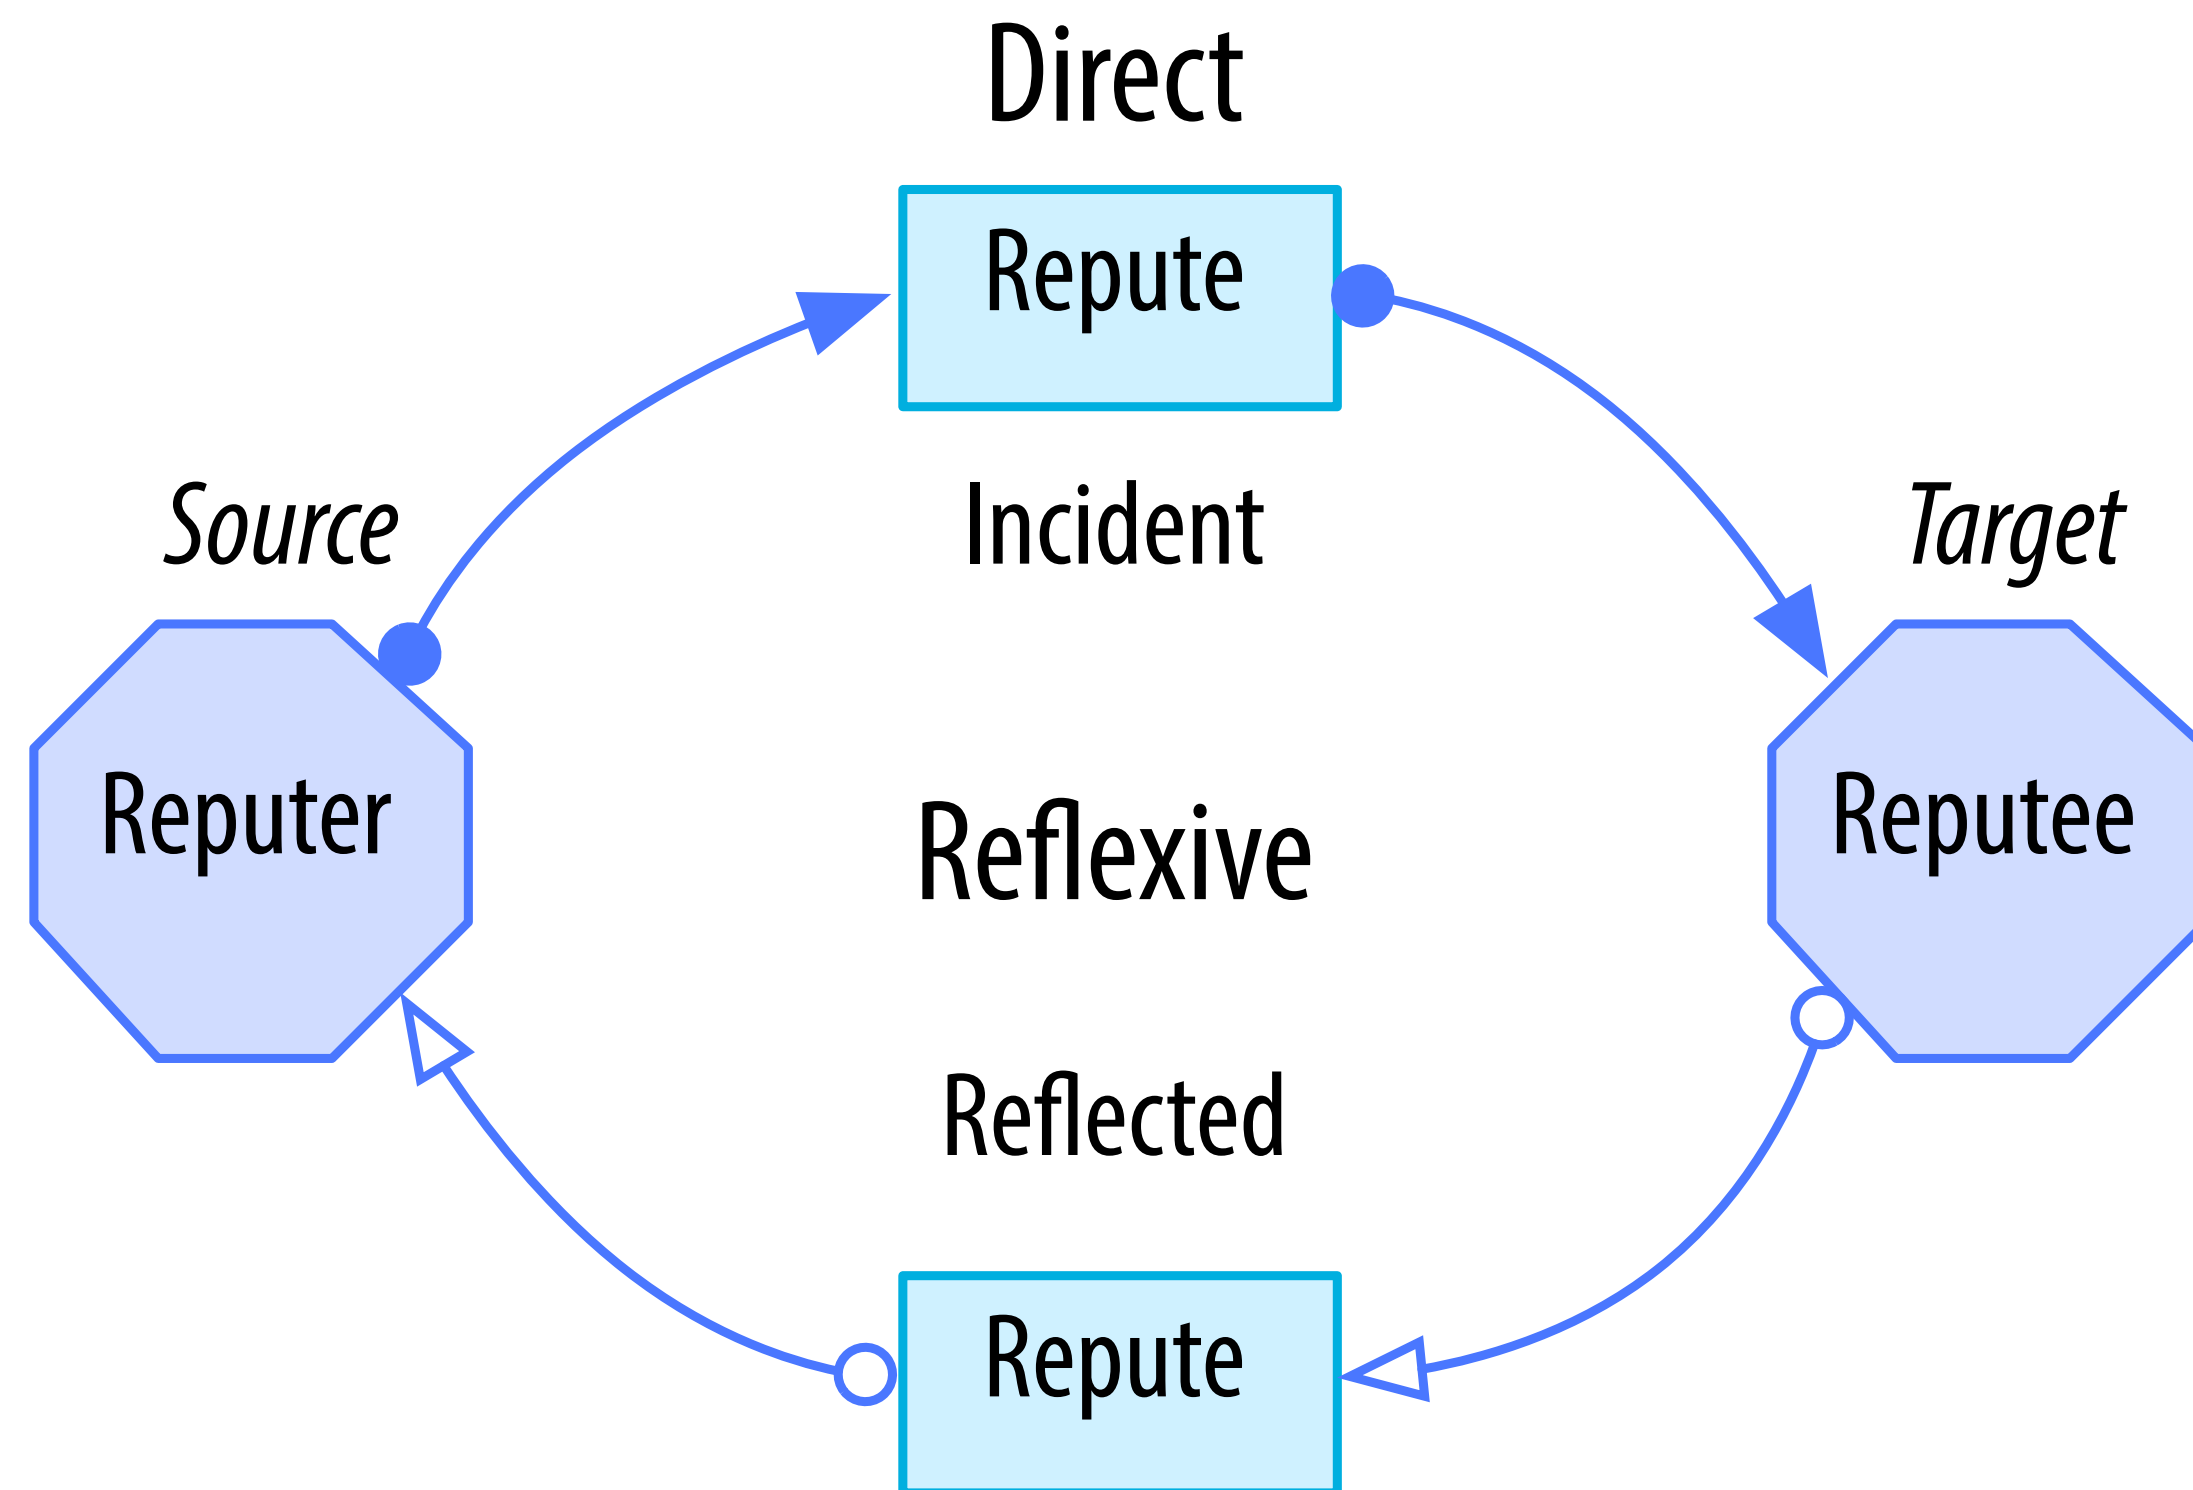 Direct
Repute
Source
Incident
Target
Reputer
Reflexive
Reputee
Reflected
Repute